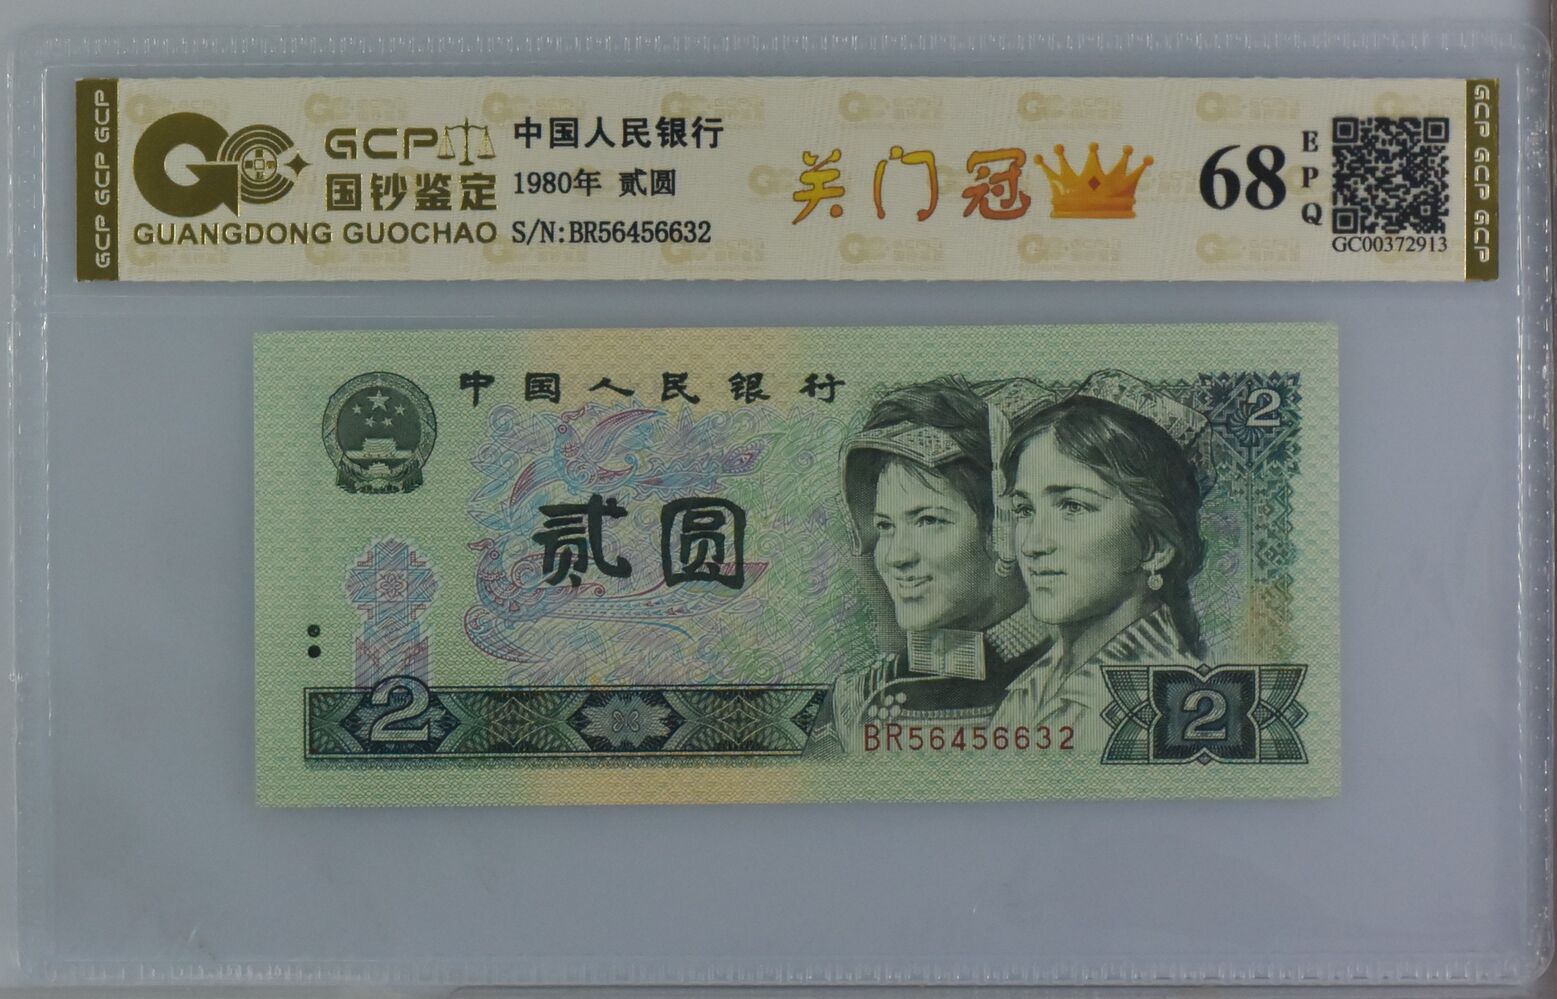 GCP GCP GCP
GCP
国钞鉴定
GUANGDONG GUOCHAO
中国人民银行
1980年 贰圆
S/N:BR56456632
关门冠
68
EPQ
GC00372913
GCP GCP GCP
中国人民银行
2
贰圆
2
BR56456632
2